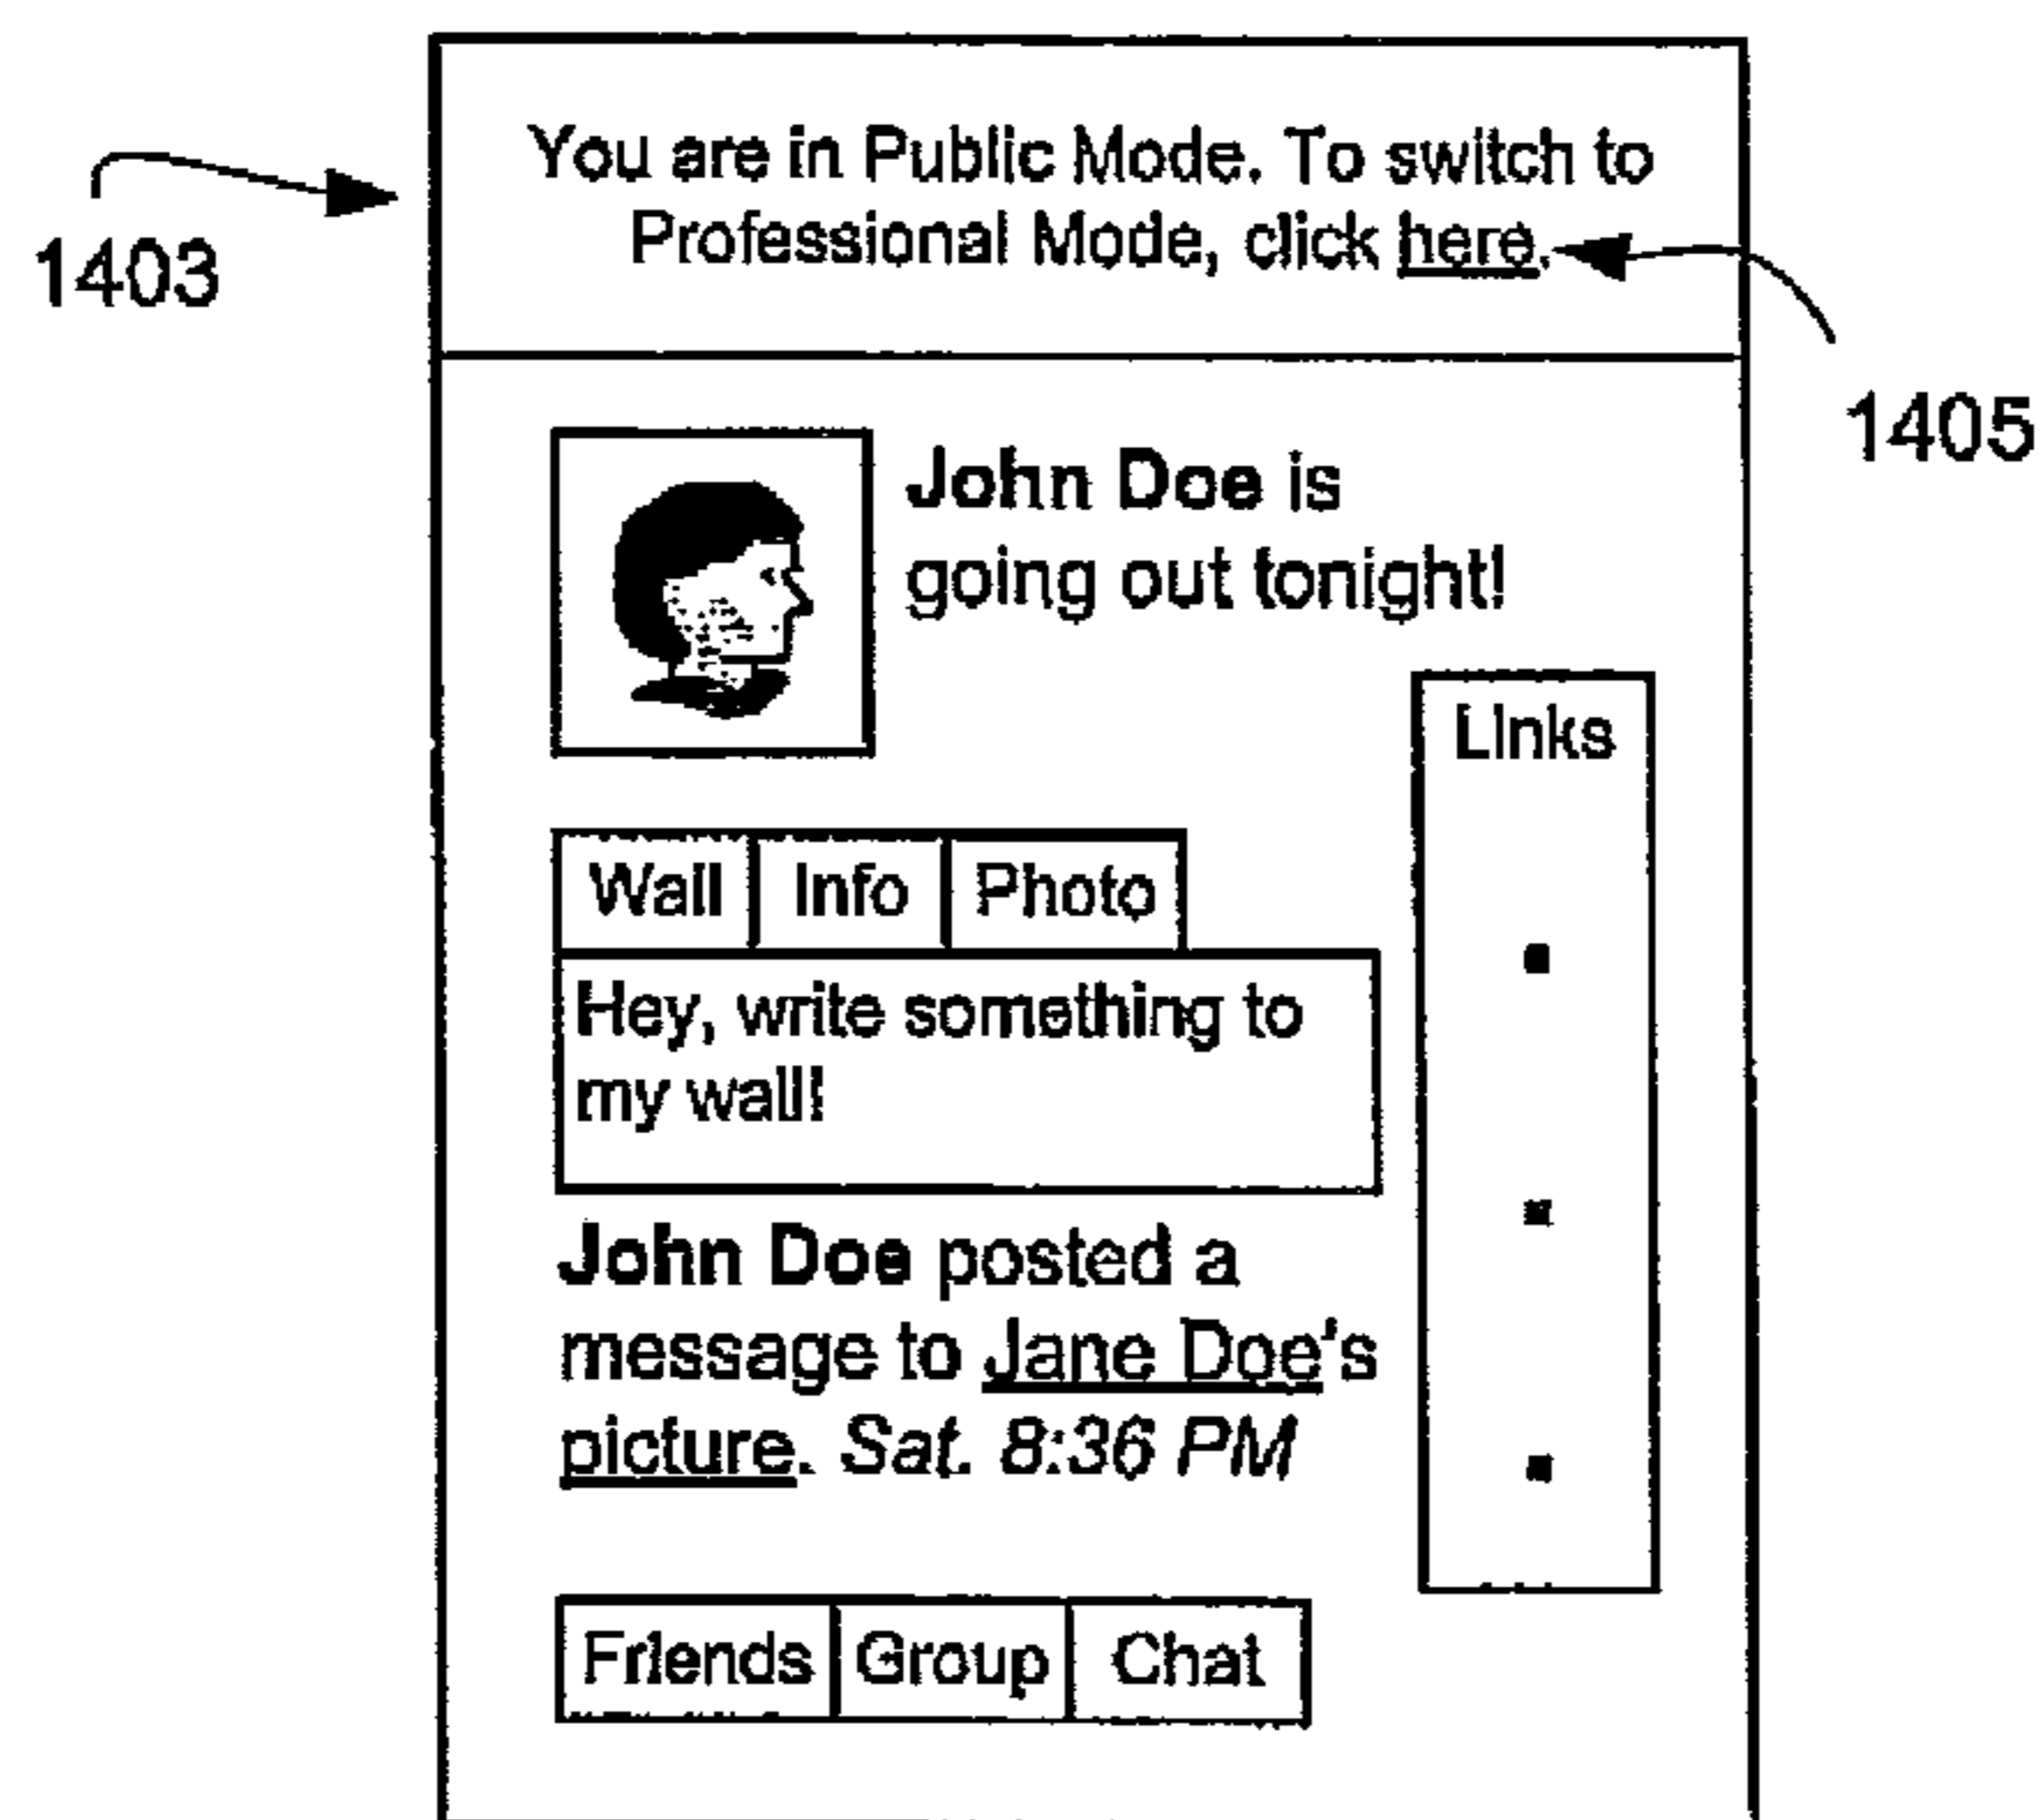 You are in Public Mode. To switch to
Professional Mode, click here.
1403
1405
John Doe is
going out tonight!
Links
Wall Info Photo
Hey, write something to
my wall!
John Doe posted a
message to Jane Doe's
picture. Sat. 8:36 PM
Friends Group Chat